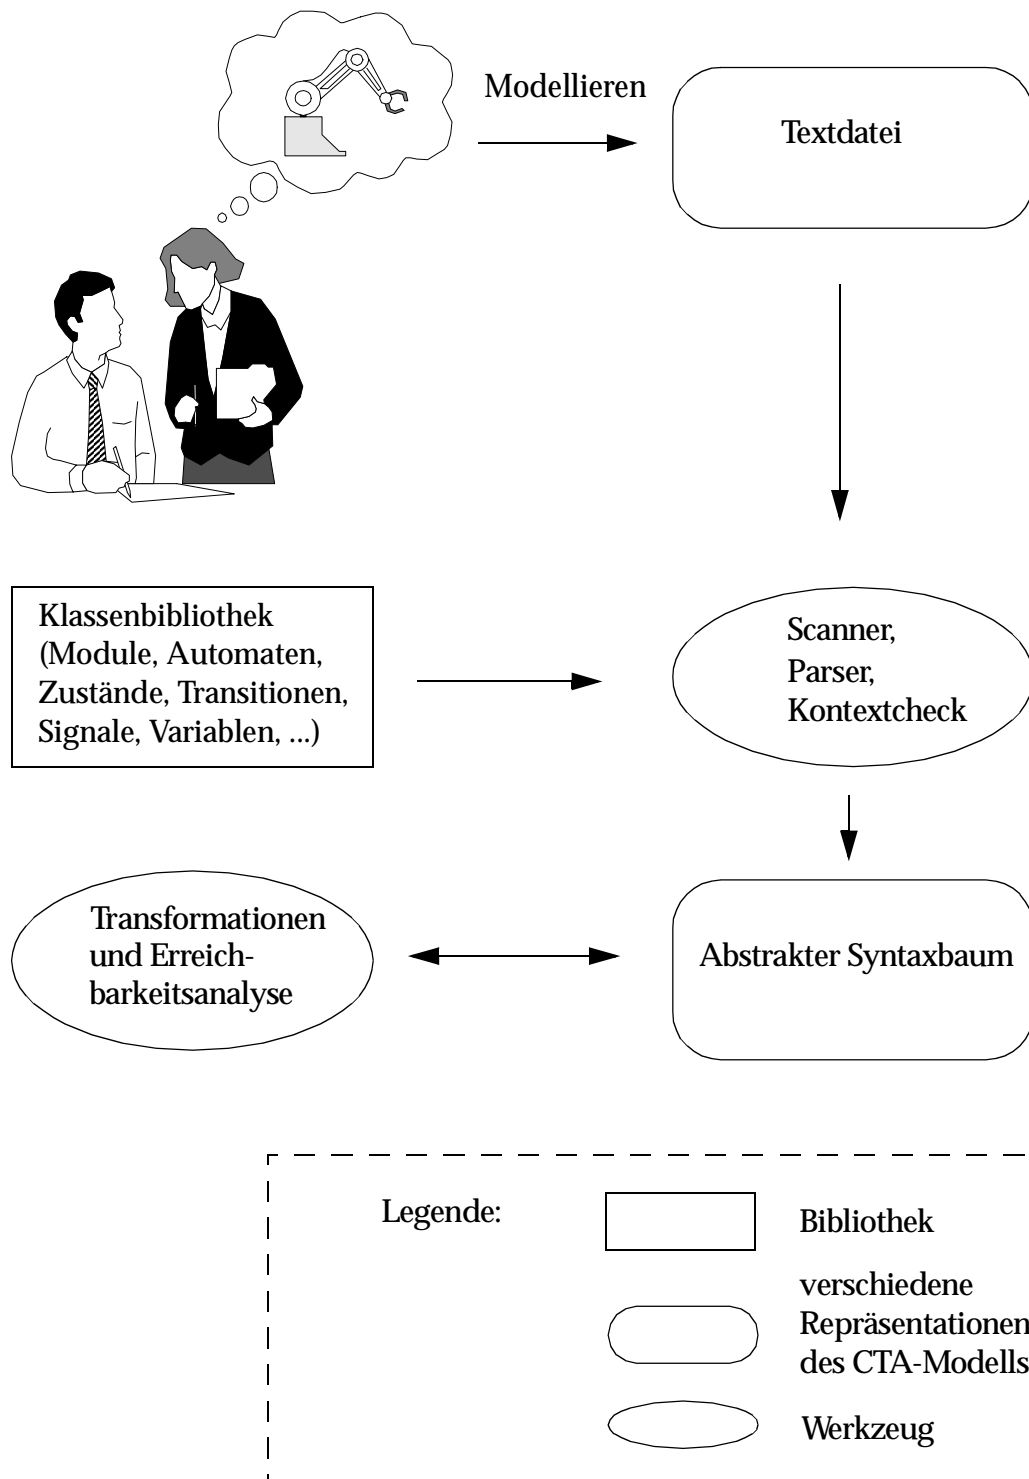 Modellieren
Textdatei
Klassenbibliothek
(Module, Automaten,
Zustände, Transitionen,
Signale, Variablen, ...)
Scanner,
Parser,
Kontextcheck
Transformationen
und Erreich-
barkeitsanalyse
Abstrakter Syntaxbaum
Legende:
Bibliothek
verschiedene
Repräsentationen
des CTA-Modells
Werkzeug